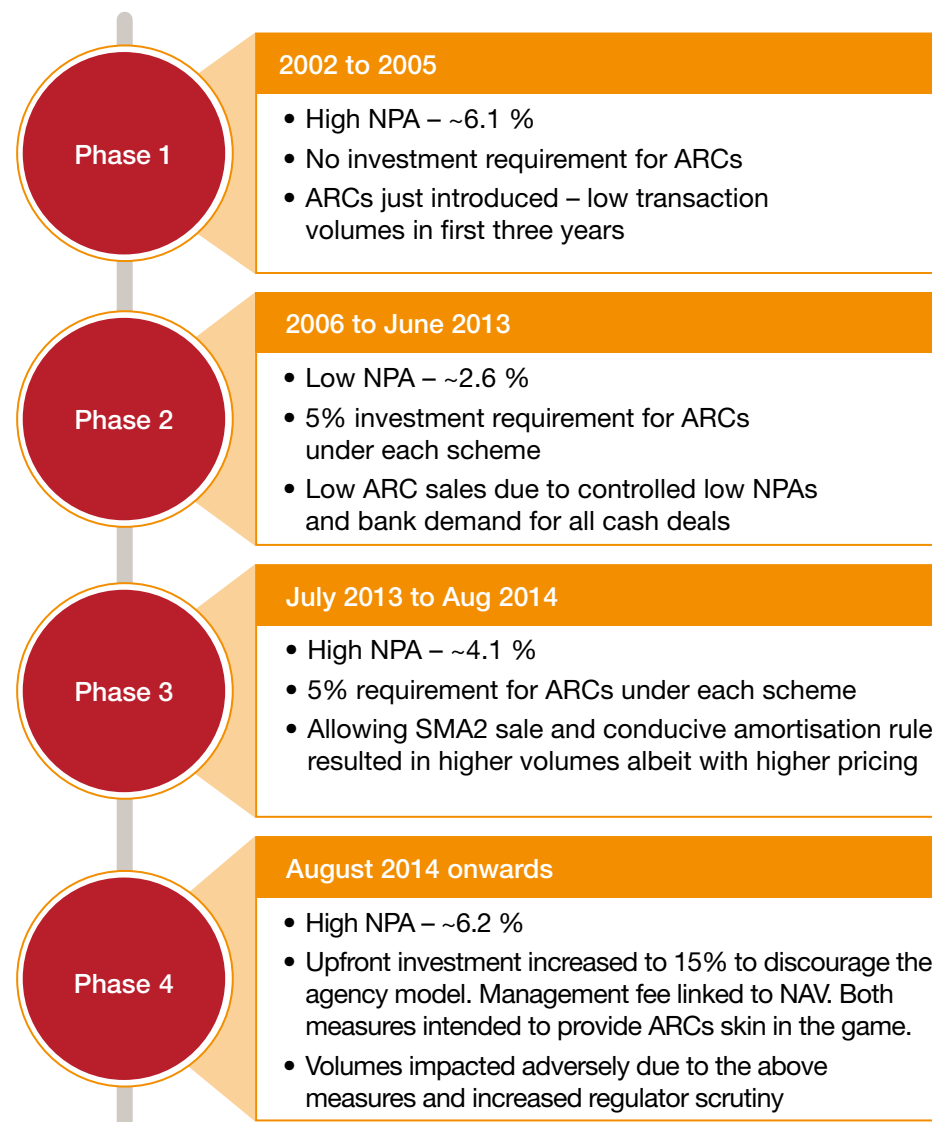 Phase 1
2002 to 2005
• High NPA – ~6.1 %
• No investment requirement for ARCs
• ARCs just introduced – low transaction
volumes in first three years
Phase 2
2006 to June 2013
• Low NPA – ~2.6 %
• 5% investment requirement for ARCs
under each scheme
• Low ARC sales due to controlled low NPAs
and bank demand for all cash deals
Phase 3
July 2013 to Aug 2014
• High NPA – ~4.1 %
• 5% requirement for ARCs under each scheme
• Allowing SMA2 sale and conducive amortisation rule
resulted in higher volumes albeit with higher pricing
Phase 4
August 2014 onwards
• High NPA – ~6.2 %
• Upfront investment increased to 15% to discourage the
agency model. Management fee linked to NAV. Both
measures intended to provide ARCs skin in the game.
• Volumes impacted adversely due to the above
measures and increased regulator scrutiny